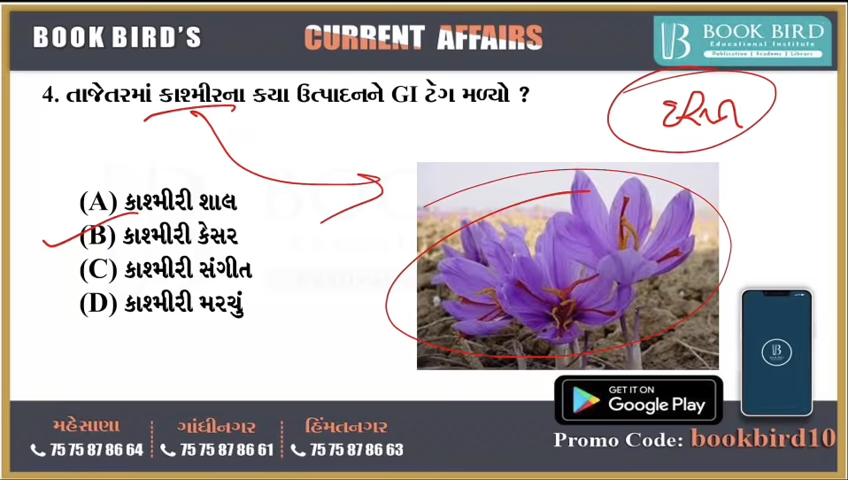 BOOK BIRD'S
CURRENT AFFAIRS
BOOK BIRD
Educational Institute
Publication | Academy | Library
4. તાજેતરમાં કાશ્મીરના કયા ઉત્પાદનને GI ટેગ મળ્યો ?
(A) કાશ્મીરી શાલ
(B) કાશ્મીરી કેસર
(C) કાશ્મીરી સંગીત
(D) કાશ્મીરી મરચું
GET IT ON
Google Play
મહેસાણા
75 75 87 86 64
ગાંધીનગર
75 75 87 86 61
હિંમતનગર
75 75 87 86 63
Promo Code: bookbird10